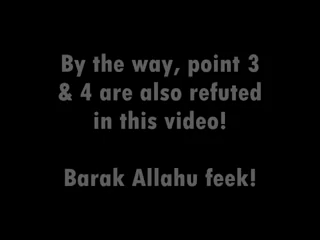 By the way, point 3
& 4 are also refuted
in this video!
Barak Allahu feek!